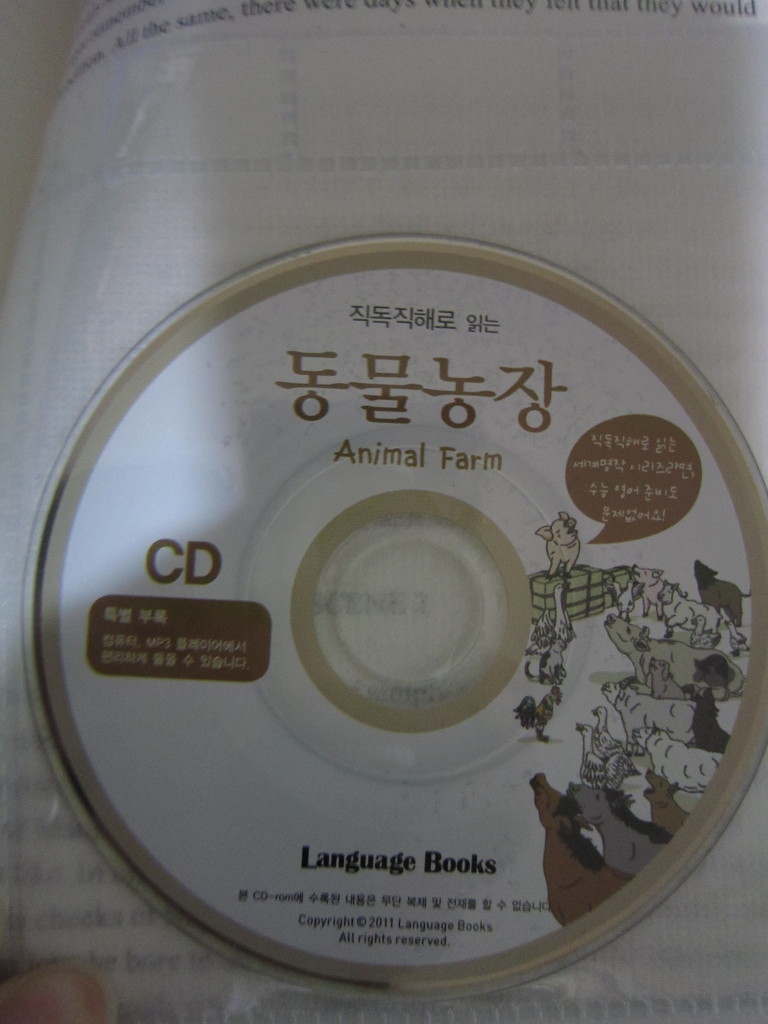 remember
All the same, there were days when they felt that they would
직독직해로 읽는
동물농장
Animal Farm
직독직해로 읽는
세계명작 시리즈라면,
수능 영어 준비도
문제없어요!
CD
특별 부록
컴퓨터, MP3 플레이어에서
편리하게 들을 수 있습니다.
SCENE
Language Books
본 CD-rom에 수록된 내용은 무단 복제 및 전재를 할 수 없습니다.
Copyright©2011 Language Books
All rights reserved.
cheeks
he bore